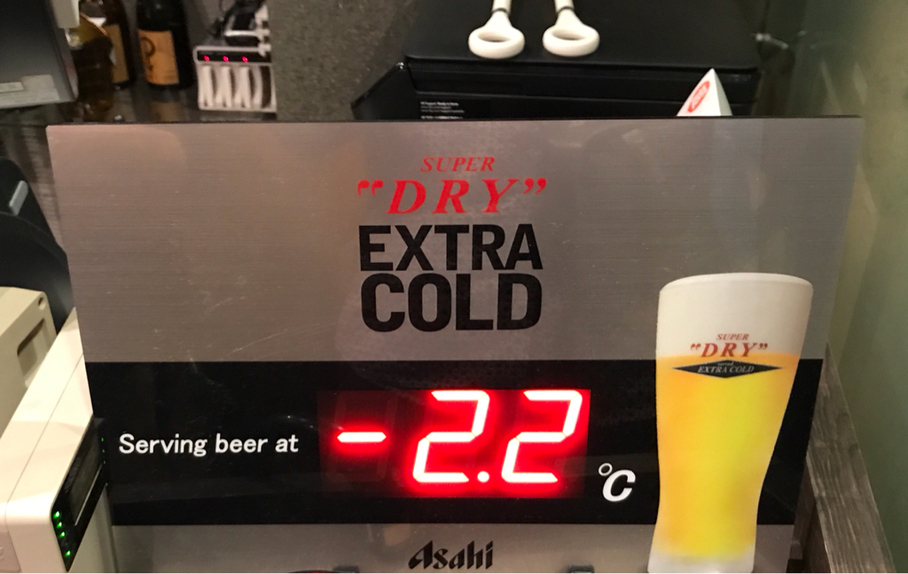 SUPER
"DRY"
EXTRA
COLD
SUPER
"DRY"
EXTRA COLD
Serving beer at
-2.2
°C
Asahi